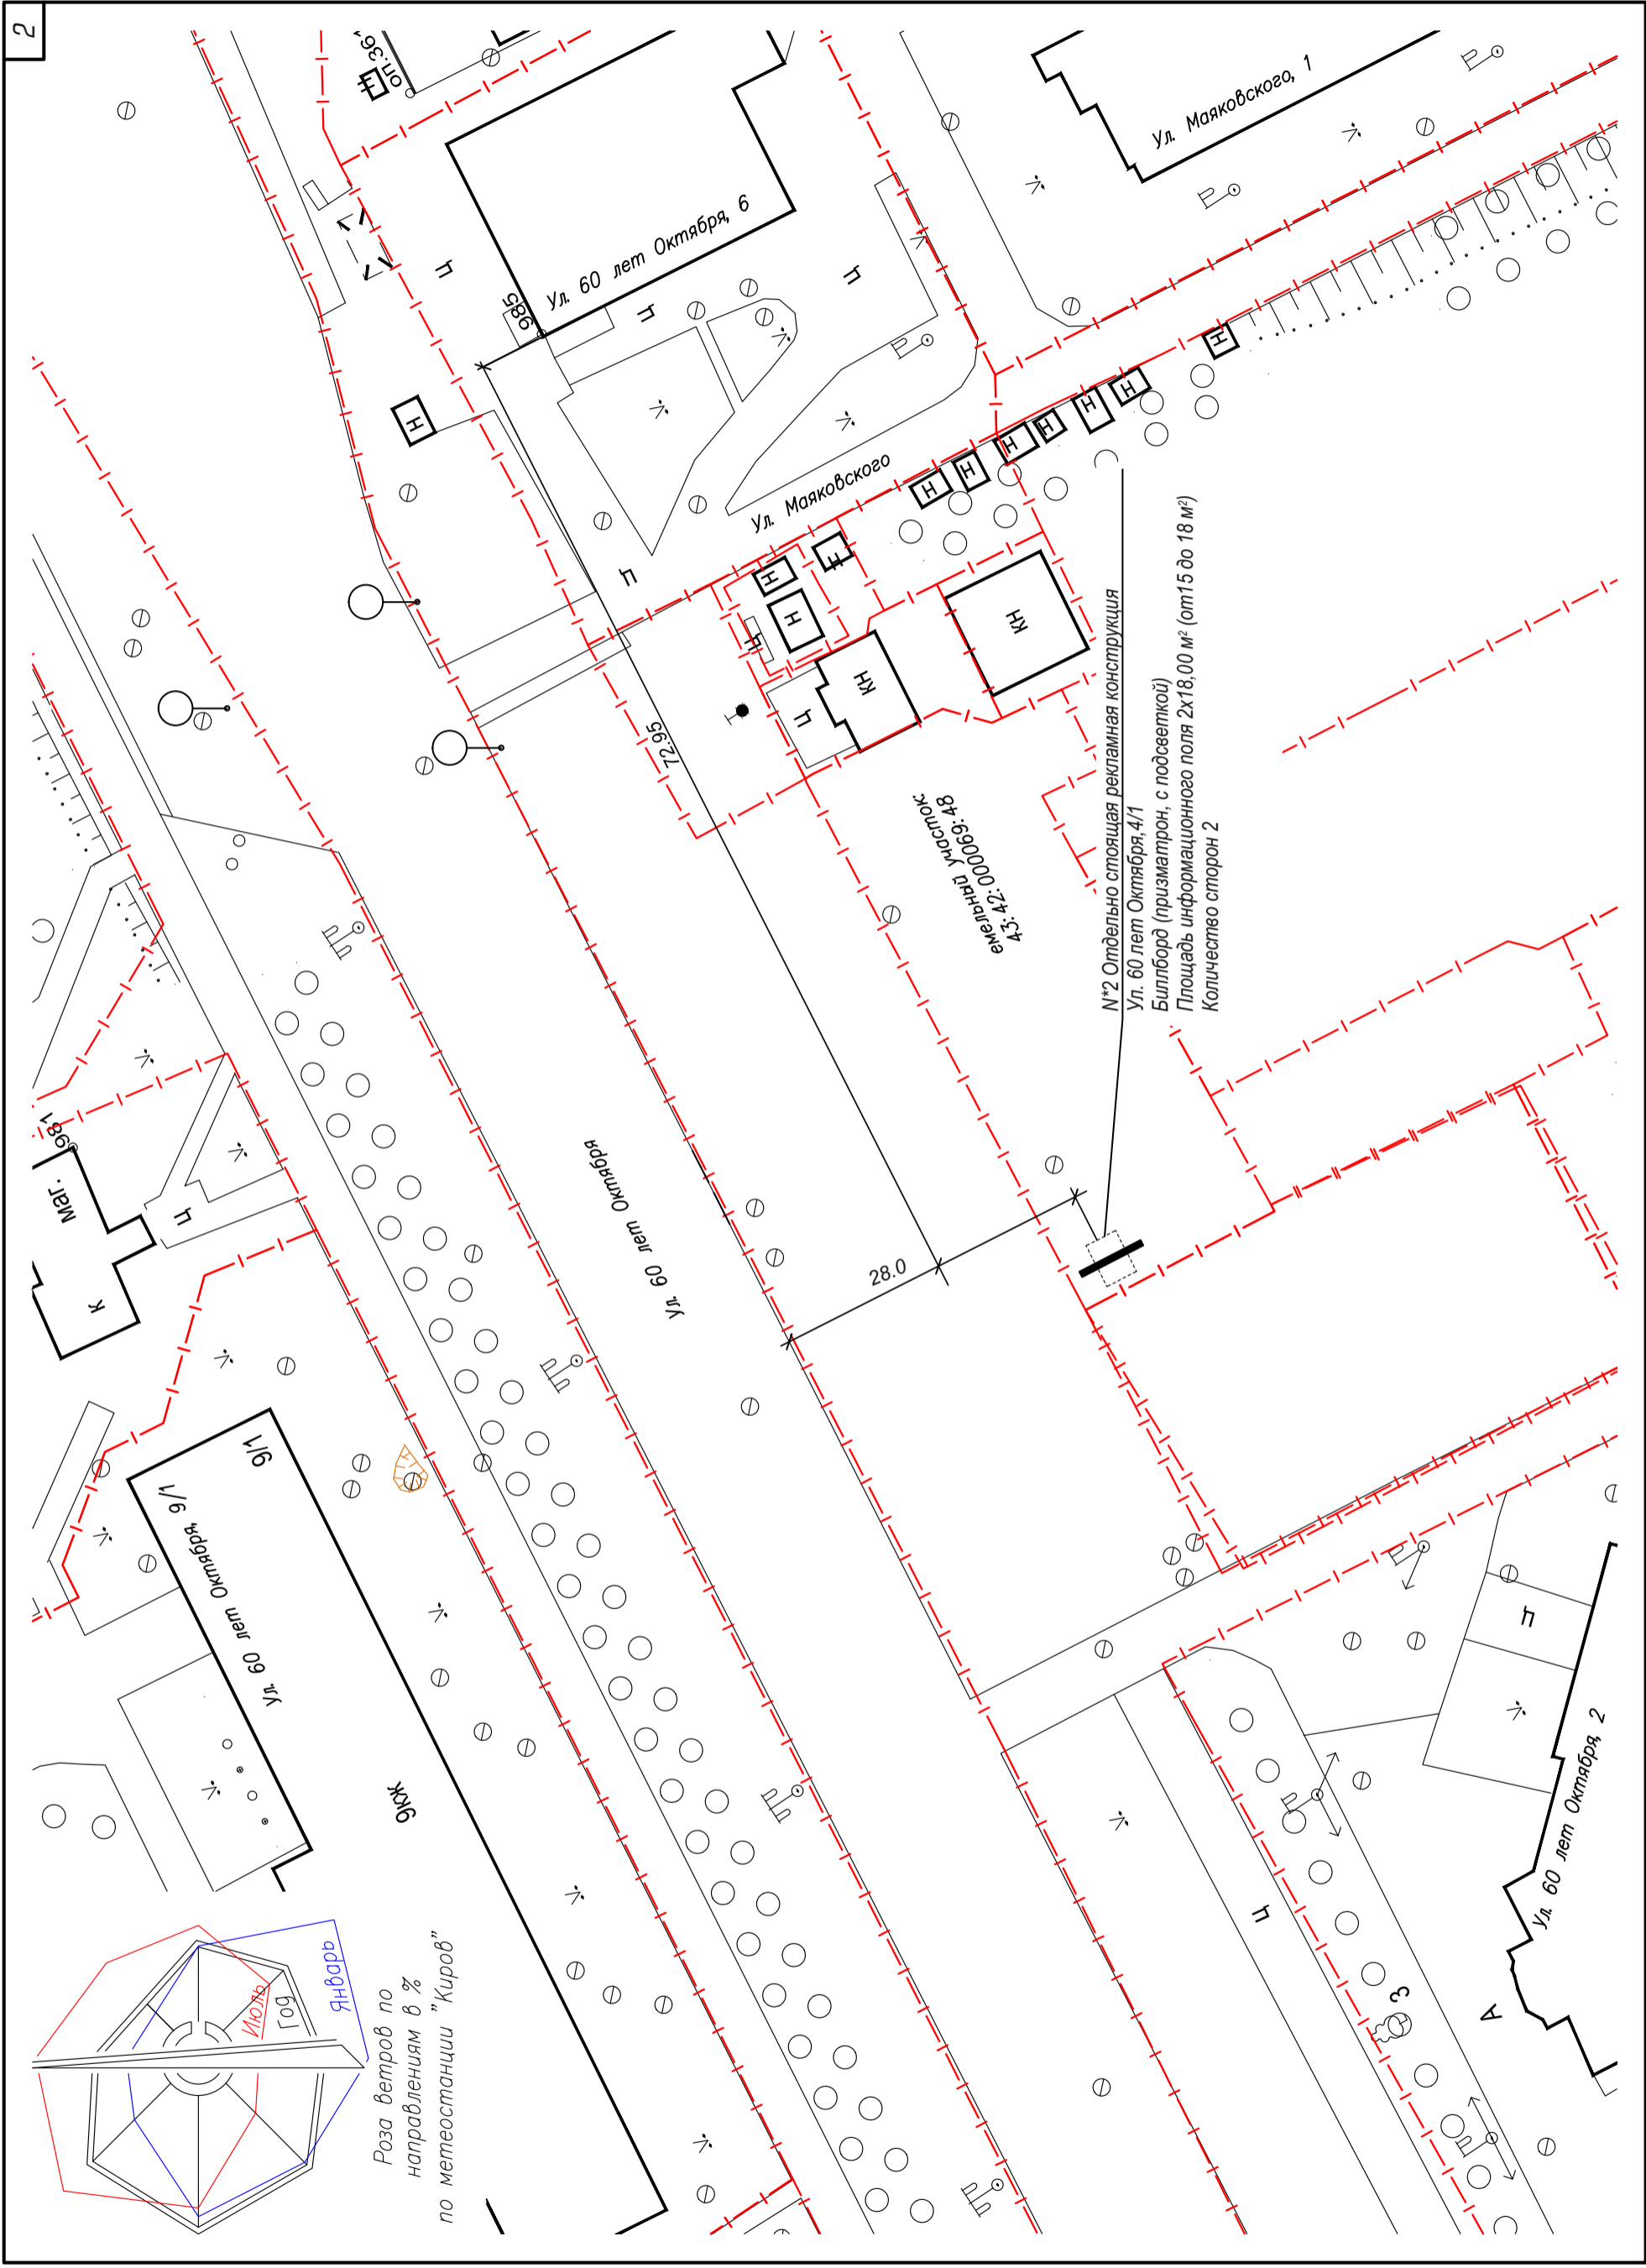 2
оп.361
Н
Ул. 60 лет Октября, 6
985
Ц
Ц
Ц
Ц
Ул. Маяковского, 1
Ул. Маяковского
Н
Н
Н
Н
Н
Н
Н
Н
Н
Н
Н
Ц
Ц
КН
КН
72.95
емельный участок:
43:42:000069:48
N*2 Отдельно стоящая рекламная конструкция
Ул. 60 лет Октября,4/1
Биллборд (призматрон, с подсветкой)
Площадь информационного поля 2х18,00 м² (от15 до 18 м²)
Количество сторон 2
28.0
Ул. 60 лет Октября
1981
Маг.
К
Ц
9/1
Ул. 60 лет Октября, 9/1
9КЖ
Июль
Год
Январь
Роза ветров по
направлениям в %
по метеостанции "Киров"
Ц
Ц
3
А
Ул. 60 лет Октября, 2